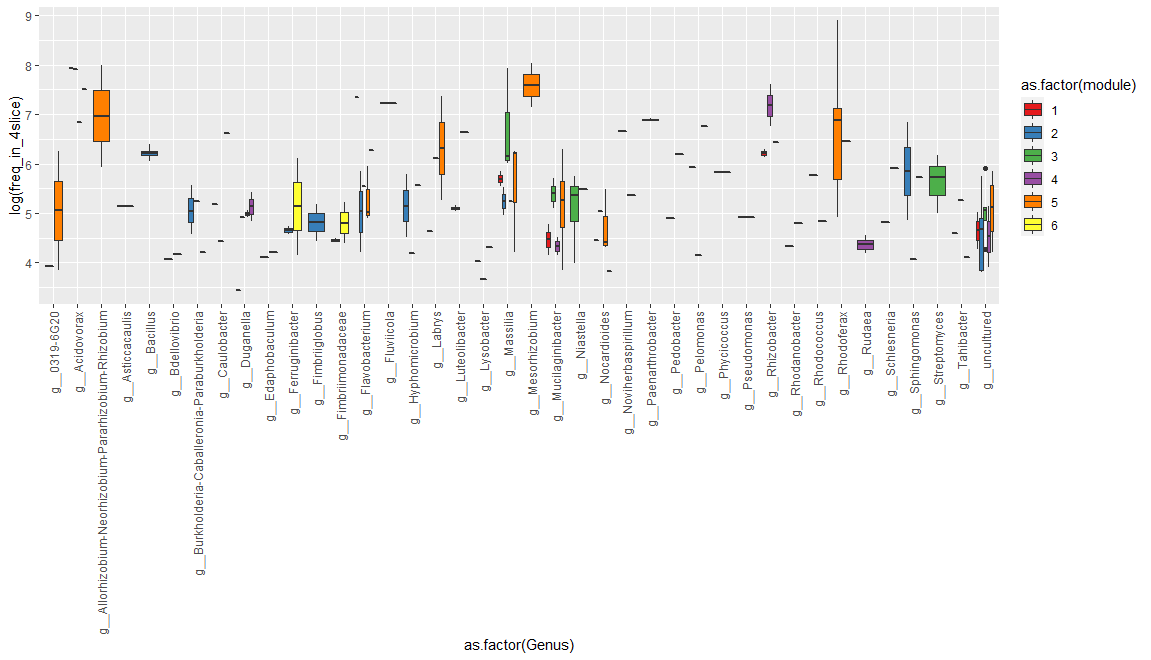 log(freq_in_4slice)
9
8
7
6
5
4
g__0319-6G20
g__Acidovorax
g__Allorhizobium-Neorhizobium-Pararhizobium-Rhizobium
g__Asticcacaulis
g__Bacillus
g__Bdellovibrio
g__Burkholderia-Caballeronia-Paraburkholderia
g__Caulobacter
g__Duganella
g__Edaphobaculum
g__Ferruginibacter
g__Fimbriiglobus
g__Fimbriimonadaceae
g__Flavobacterium
g__Fluviicola
g__Hyphomicrobium
g__Labrys
g__Luteolibacter
g__Lysobacter
g__Massilia
g__Mesorhizobium
g__Mucilaginibacter
g__Niastella
g__Nocardioides
g__Noviherbaspirillum
g__Paenarthrobacter
g__Pedobacter
g__Pelomonas
g__Phycicoccus
g__Pseudomonas
g__Rhizobacter
g__Rhodanobacter
g__Rhodococcus
g__Rhodoferax
g__Rudaea
g__Schlesneria
g__Sphingomonas
g__Streptomyces
g__Tahibacter
g__uncultured
as.factor(Genus)
as.factor(module)
1
2
3
4
5
6